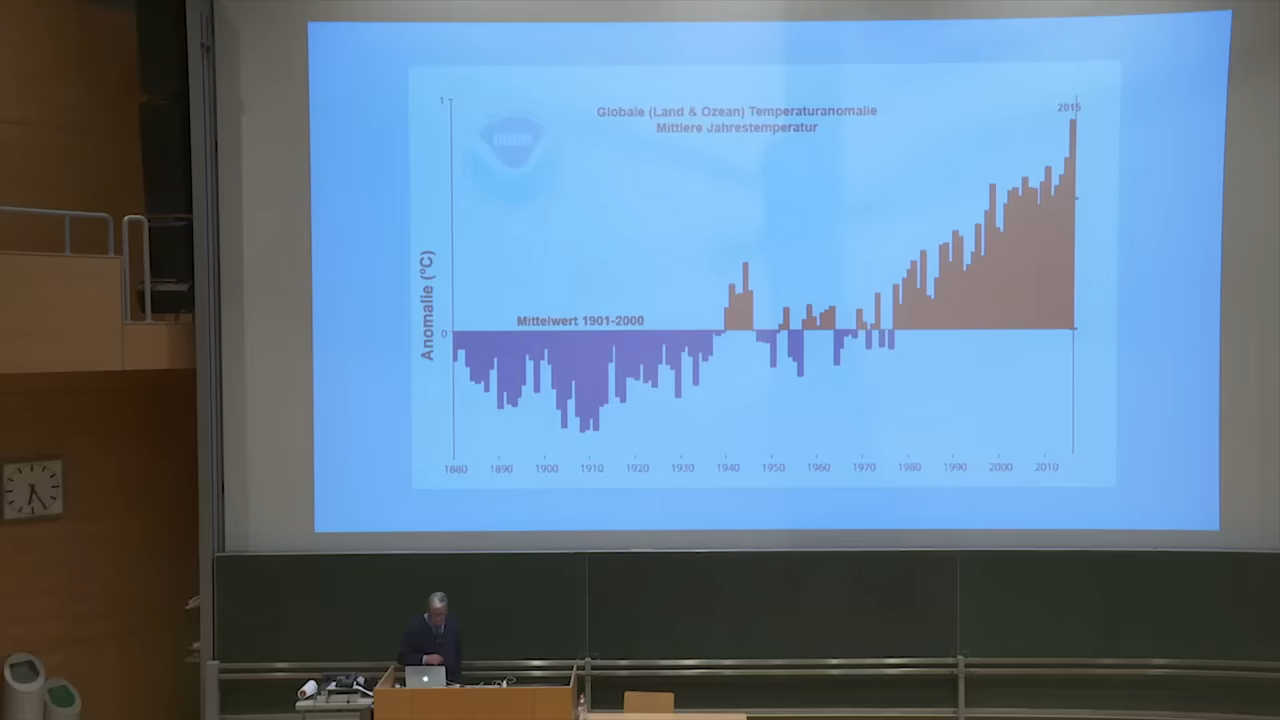 1
Globale (Land & Ozean) Temperaturanomalie
Mittlere Jahrestemperatur
2015
Anomalie (°C)
Mittelwert 1901-2000
0
1880 1890 1900 1910 1920 1930 1940 1950 1960 1970 1980 1990 2000 2010